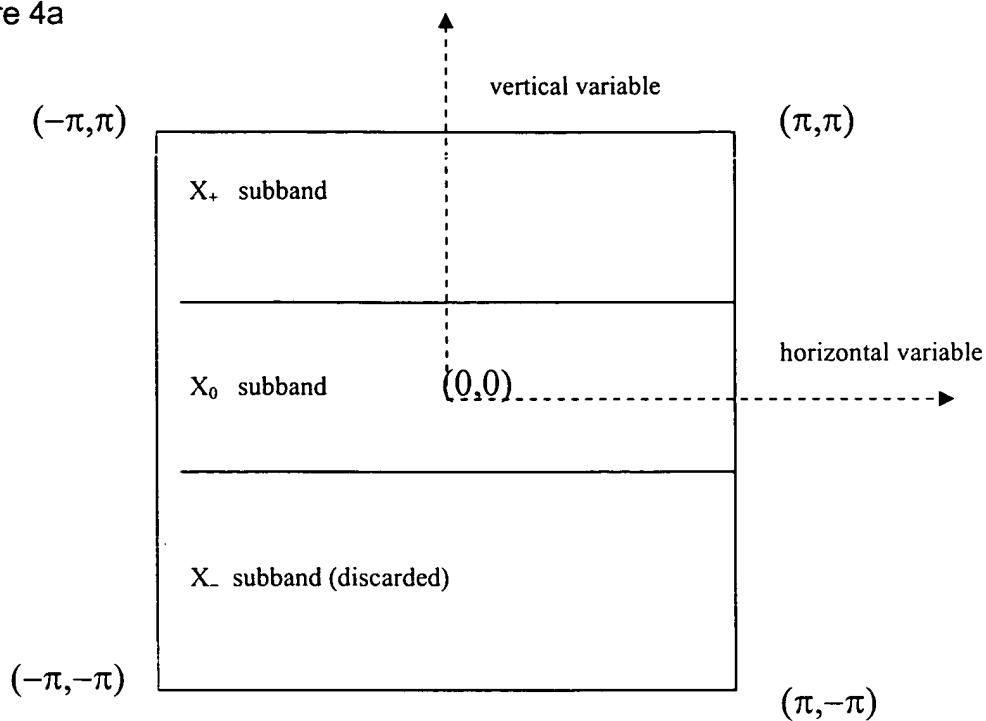 re 4a
vertical variable
(−π,π)
(π,π)
X₊ subband
horizontal variable
X₀ subband
(0,0)
X₋ subband (discarded)
(−π,−π)
(π,−π)